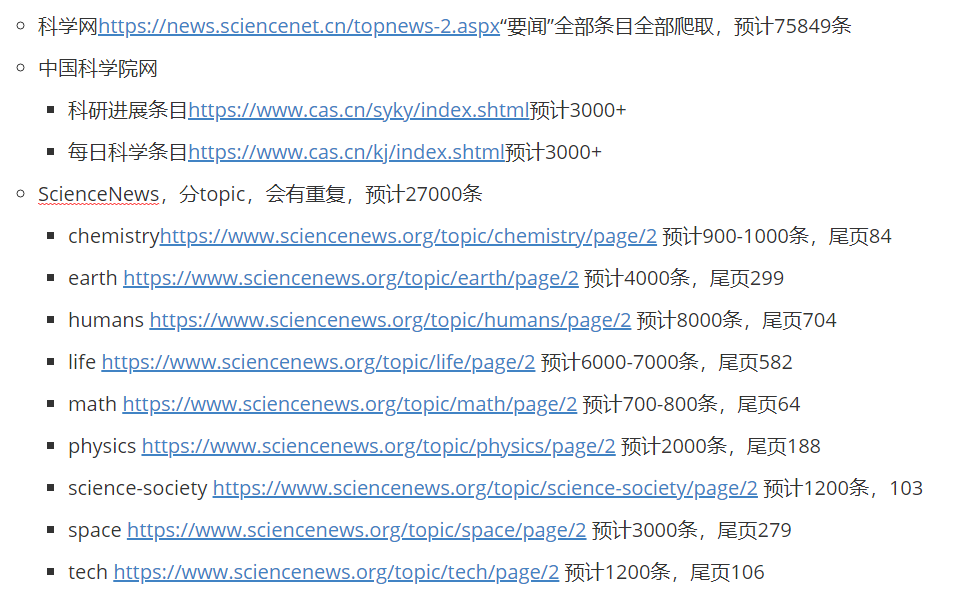 科学网https://news.sciencenet.cn/topnews-2.aspx“要闻”全部条目全部爬取，预计75849条
中国科学院网
科研进展条目https://www.cas.cn/syky/index.shtml预计3000+
每日科学条目https://www.cas.cn/kj/index.shtml预计3000+
ScienceNews，分topic，会有重复，预计27000条
chemistryhttps://www.sciencenews.org/topic/chemistry/page/2 预计900-1000条，尾页84
earth https://www.sciencenews.org/topic/earth/page/2 预计4000条，尾页299
humans https://www.sciencenews.org/topic/humans/page/2 预计8000条，尾页704
life https://www.sciencenews.org/topic/life/page/2 预计6000-7000条，尾页582
math https://www.sciencenews.org/topic/math/page/2 预计700-800条，尾页64
physics https://www.sciencenews.org/topic/physics/page/2 预计2000条，尾页188
science-society https://www.sciencenews.org/topic/science-society/page/2 预计1200条，103
space https://www.sciencenews.org/topic/space/page/2 预计3000条，尾页279
tech https://www.sciencenews.org/topic/tech/page/2 预计1200条，尾页106